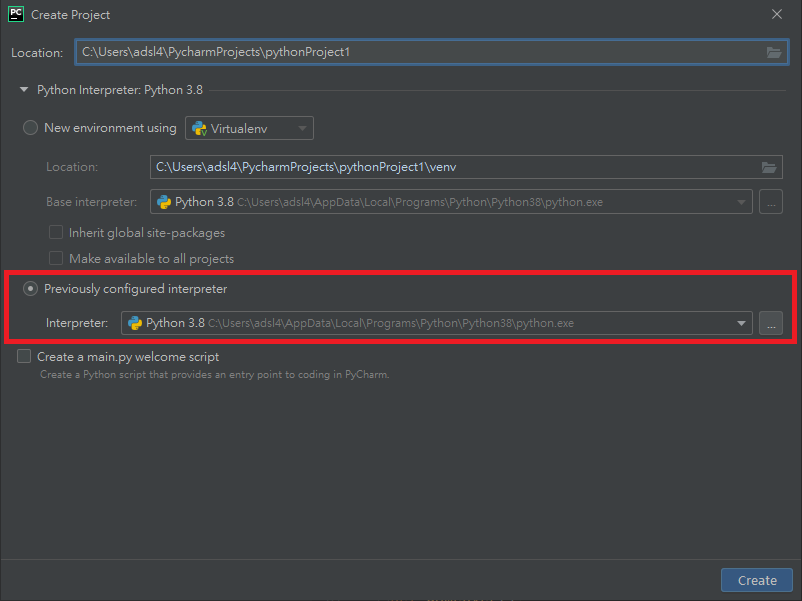 PC Create Project
Location: C:\Users\adsl4\PycharmProjects\pythonProject1
Python Interpreter: Python 3.8
New environment using Virtualenv
Location: C:\Users\adsl4\PycharmProjects\pythonProject1\venv
Base interpreter: Python 3.8 C:\Users\adsl4\AppData\Local\Programs\Python\Python38\python.exe ...
Inherit global site-packages
Make available to all projects
Previously configured interpreter
Interpreter: Python 3.8 C:\Users\adsl4\AppData\Local\Programs\Python\Python38\python.exe ...
Create a main.py welcome script
Create a Python script that provides an entry point to coding in PyCharm.
Create